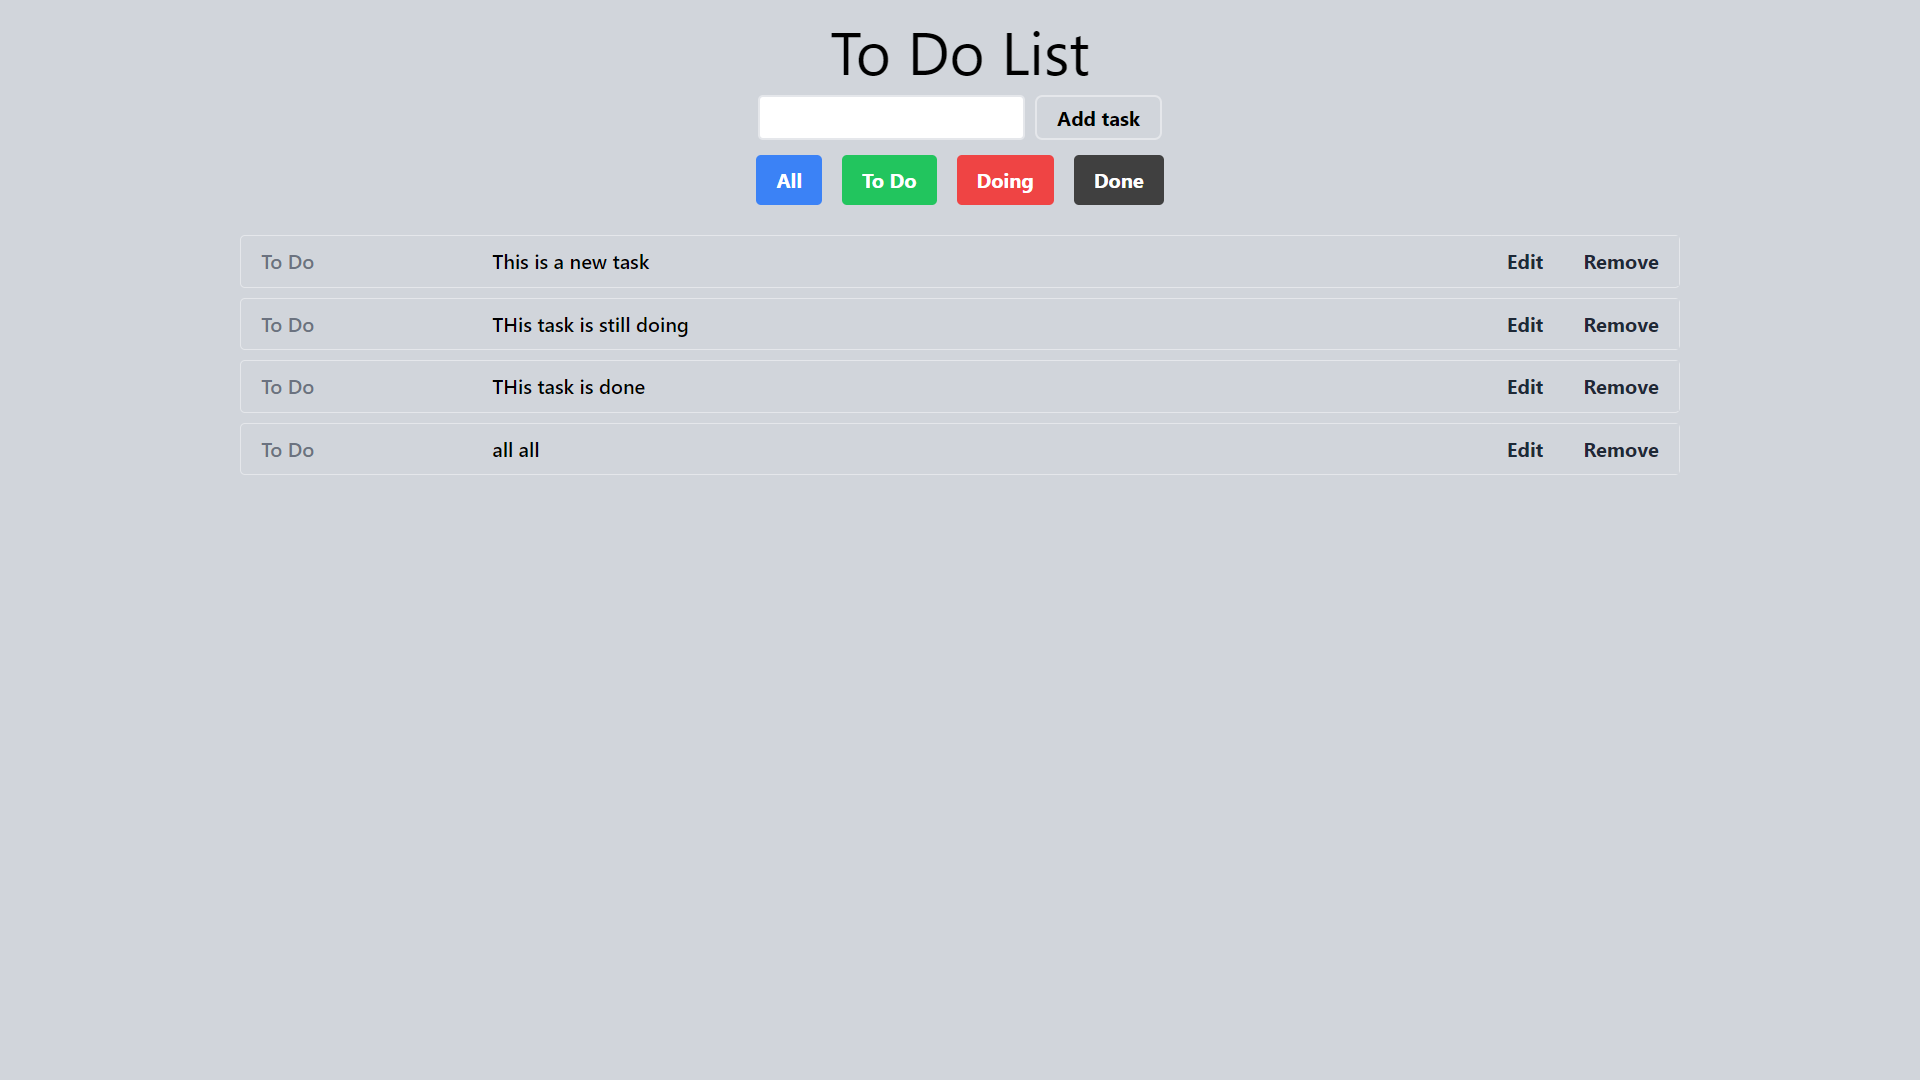 To Do List
Add task
All To Do Doing Done
To Do This is a new task Edit Remove
To Do THis task is still doing Edit Remove
To Do THis task is done Edit Remove
To Do all all Edit Remove